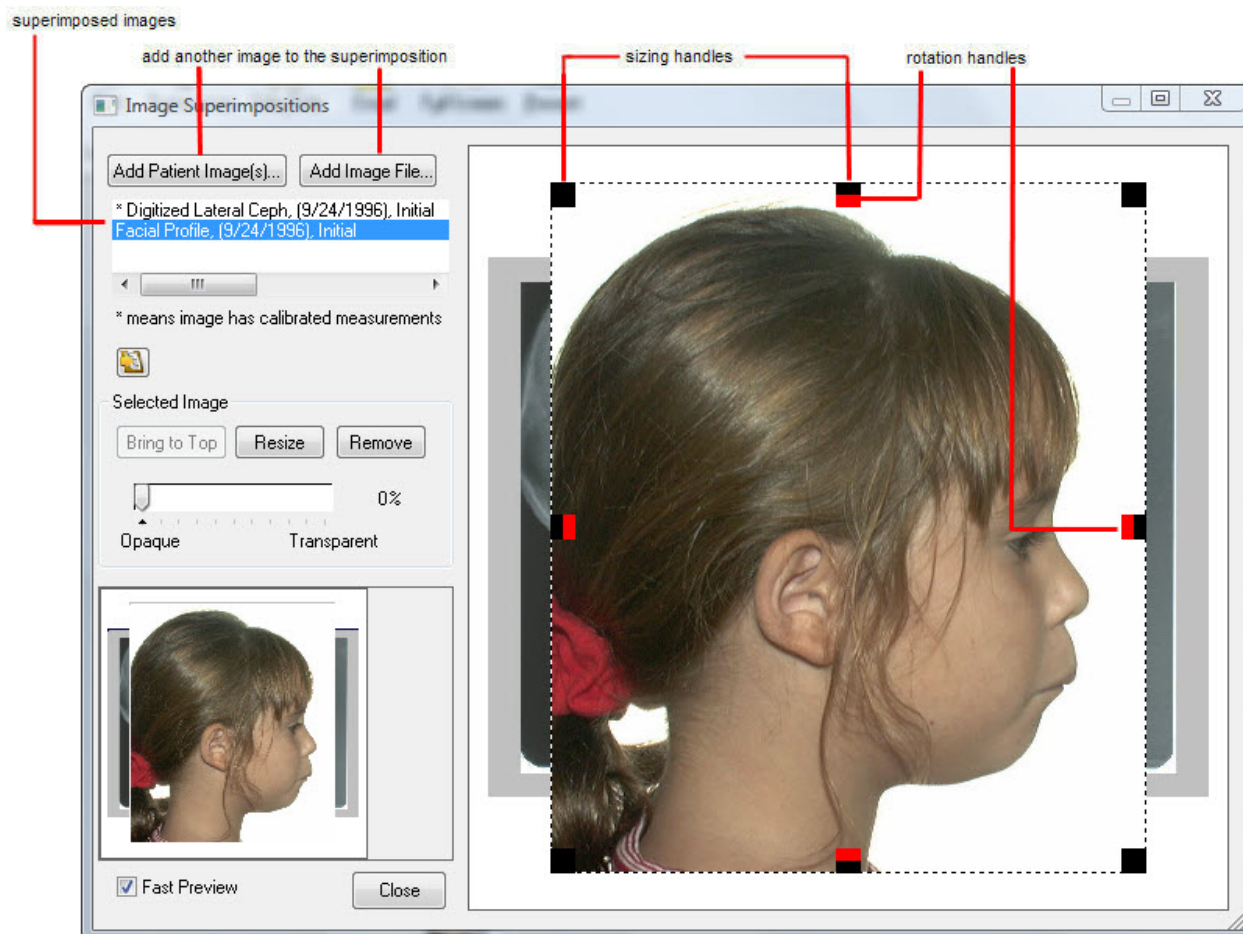 superimposed images
add another image to the superimposition
sizing handles
rotation handles
Image Superimpositions
Add Patient Image(s)...
Add Image File...
* Digitized Lateral Ceph, (9/24/1996), Initial
Facial Profile, (9/24/1996), Initial
* means image has calibrated measurements
Selected Image
Bring to Top
Resize
Remove
0%
Opaque
Transparent
Fast Preview
Close